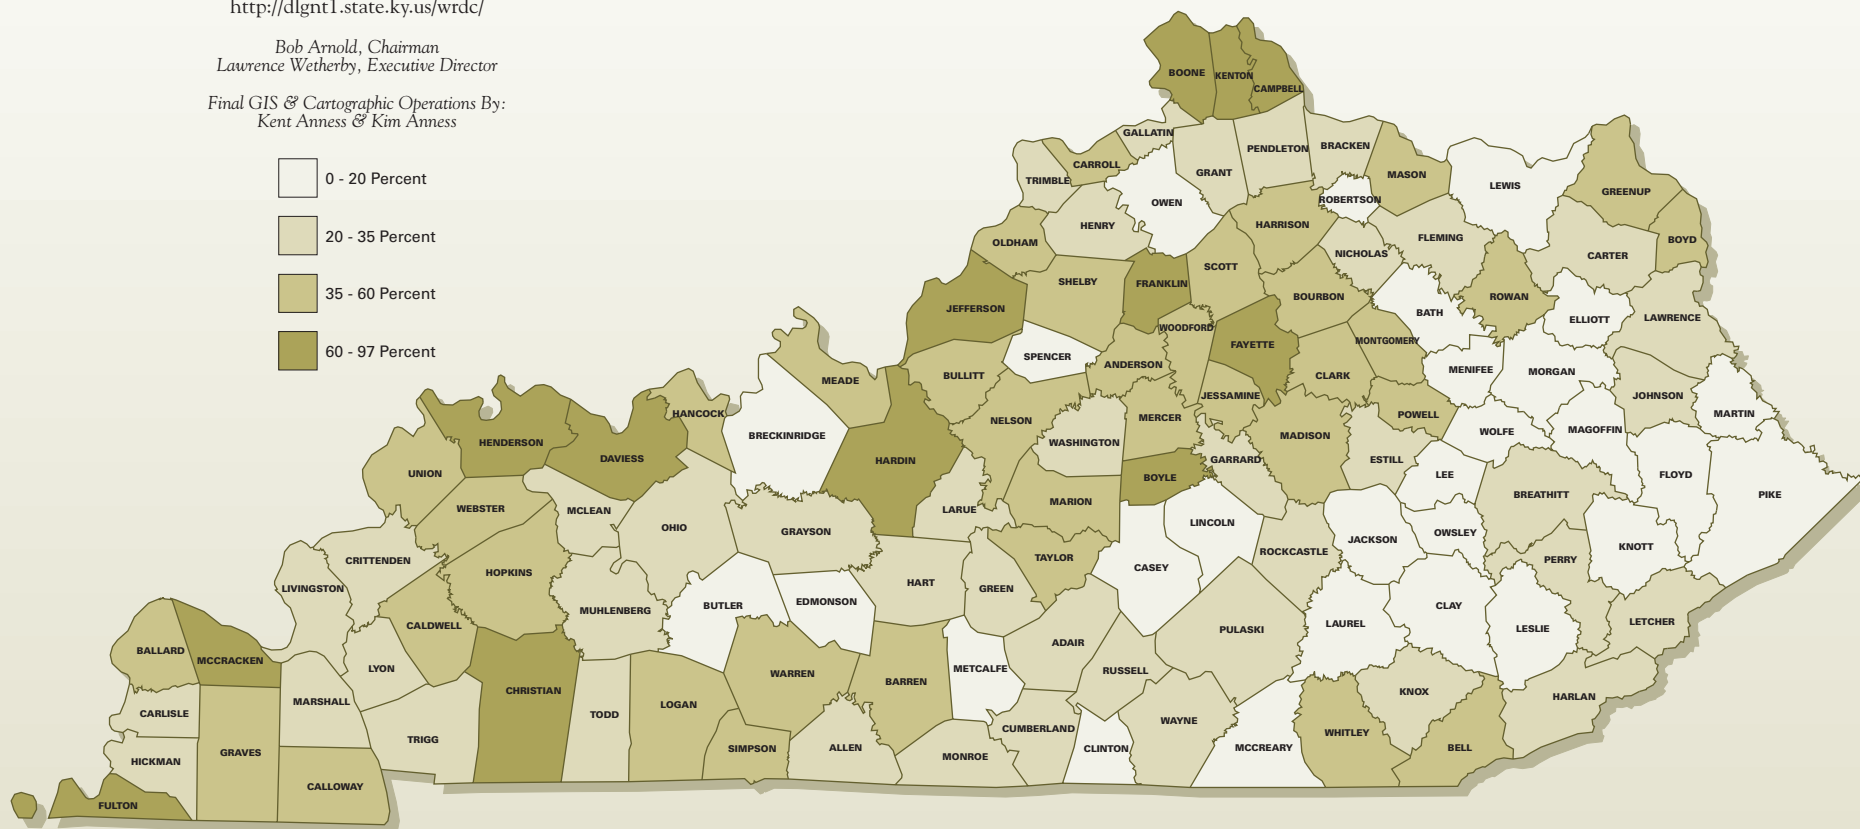 http://dlgnt1.state.ky.us/wrdc/
Bob Arnold, Chairman
Lawrence Wetherby, Executive Director
Final GIS & Cartographic Operations By:
Kent Anness & Kim Anness
0 - 20 Percent
20 - 35 Percent
35 - 60 Percent
60 - 97 Percent
BOONE
KENTON
CAMPBELL
GALLATIN
CARROLL
TRIMBLE
GRANT
PENDLETON
BRACKEN
MASON
LEWIS
GREENUP
OWEN
ROBERTSON
HENRY
HARRISON
FLEMING
BOYD
OLDHAM
NICHOLAS
CARTER
SCOTT
SHELBY
FRANKLIN
BOURBON
ROWAN
BATH
ELLIOTT
LAWRENCE
JEFFERSON
WOODFORD
FAYETTE
MONTGOMERY
SPENCER
ANDERSON
CLARK
MENIFEE
MORGAN
MEADE
BULLITT
JESSAMINE
JOHNSON
MARTIN
HANCOCK
NELSON
MERCER
POWELL
WOLFE
MAGOFFIN
BRECKINRIDGE
WASHINGTON
MADISON
HENDERSON
DAVIESS
HARDIN
GARRARD
ESTILL
UNION
BOYLE
LEE
FLOYD
BREATHITT
PIKE
WEBSTER
MCLEAN
LARUE
MARION
OHIO
GRAYSON
LINCOLN
JACKSON
OWSLEY
KNOTT
CRITTENDEN
ROCKCASTLE
TAYLOR
PERRY
HOPKINS
CASEY
LIVINGSTON
HART
GREEN
MUHLENBERG
BUTLER
EDMONSON
CLAY
CALDWELL
LAUREL
LESLIE
LETCHER
PULASKI
ADAIR
BALLARD
MCCRACKEN
LYON
METCALFE
RUSSELL
WARREN
BARREN
CHRISTIAN
KNOX
HARLAN
MARSHALL
TODD
LOGAN
CARLISLE
WAYNE
CUMBERLAND
WHITLEY
TRIGG
GRAVES
SIMPSON
ALLEN
CLINTON
MCCREARY
BELL
HICKMAN
MONROE
CALLOWAY
FULTON